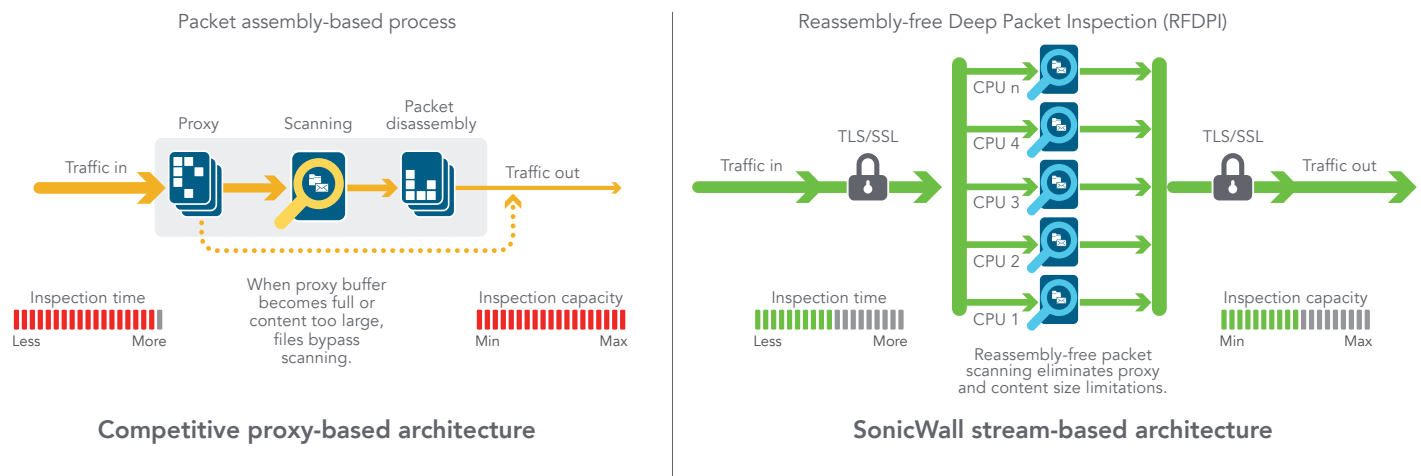 Packet assembly-based process
Proxy
Scanning
Packet
disassembly
Traffic in
Traffic out
When proxy buffer
becomes full or
content too large,
files bypass
scanning.
Inspection time
Less
More
Inspection capacity
Min
Max
Competitive proxy-based architecture
Reassembly-free Deep Packet Inspection (RFDPI)
CPU n
CPU 4
CPU 3
CPU 2
CPU 1
Traffic in
TLS/SSL
TLS/SSL
Traffic out
Inspection time
Less
More
Reassembly-free packet
scanning eliminates proxy
and content size limitations.
Inspection capacity
Min
Max
SonicWall stream-based architecture